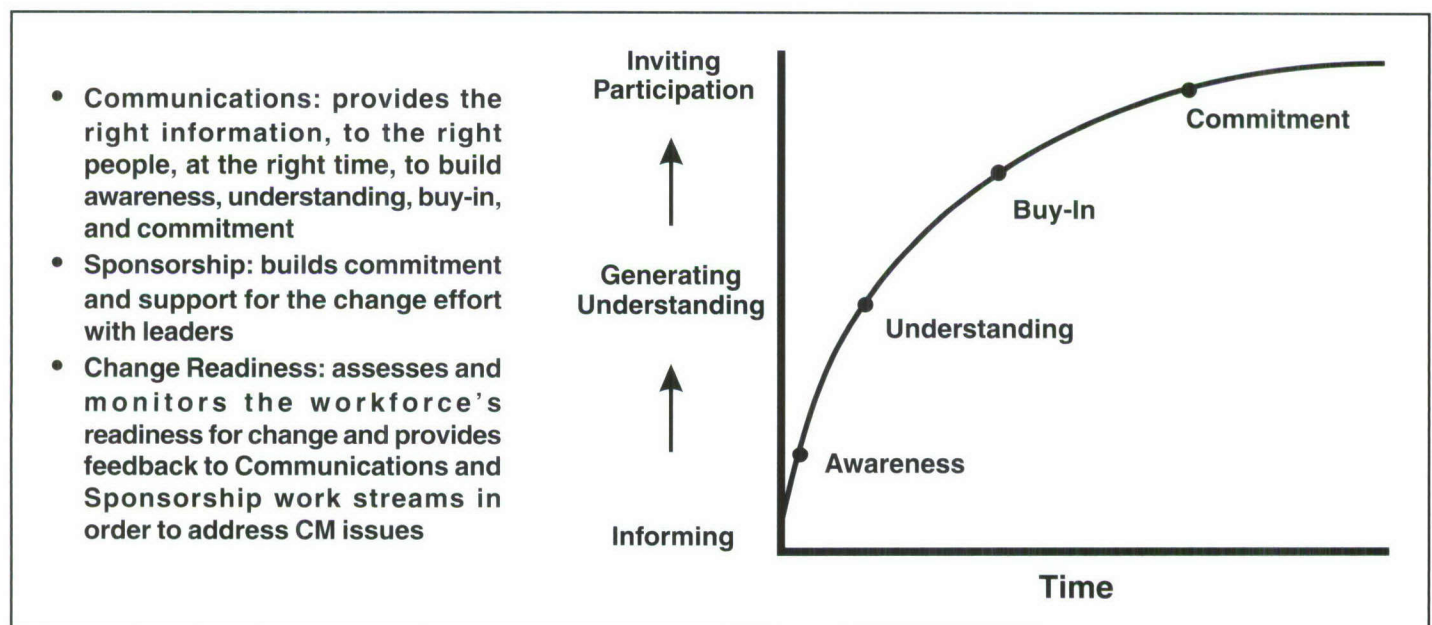 • Communications: provides the
right information, to the right
people, at the right time, to build
awareness, understanding, buy-in,
and commitment
• Sponsorship: builds commitment
and support for the change effort
with leaders
• Change Readiness: assesses and
monitors the workforce's
readiness for change and provides
feedback to Communications and
Sponsorship work streams in
order to address CM issues
Inviting
Participation
Generating
Understanding
Informing
Commitment
Buy-In
Understanding
Awareness
Time